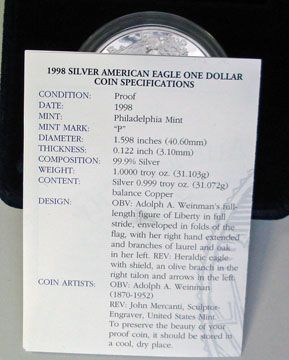 1998 SILVER AMERICAN EAGLE ONE DOLLAR
COIN SPECIFICATIONS
CONDITION: Proof
DATE: 1998
MINT: Philadelphia Mint
MINT MARK: "P"
DIAMETER: 1.598 inches (40.60mm)
THICKNESS: 0.122 inch (3.10mm)
COMPOSITION: 99.9% Silver
WEIGHT: 1.0000 troy oz. (31.103g)
CONTENT: Silver 0.999 troy oz. (31.072g)
balance Copper
DESIGN: OBV: Adolph A. Weinman's full-
length figure of Liberty in full
stride, enveloped in folds of the
flag, with her right hand extended
and branches of laurel and oak
in her left. REV: Heraldic eagle
with shield, an olive branch in the
right talon and arrows in the left.
COIN ARTISTS: OBV: Adolph A. Weinman
(1870-1952)
REV: John Mercanti, Sculptor-
Engraver, United States Mint.
To preserve the beauty of your
proof coin, it should be stored in
a cool, dry place.